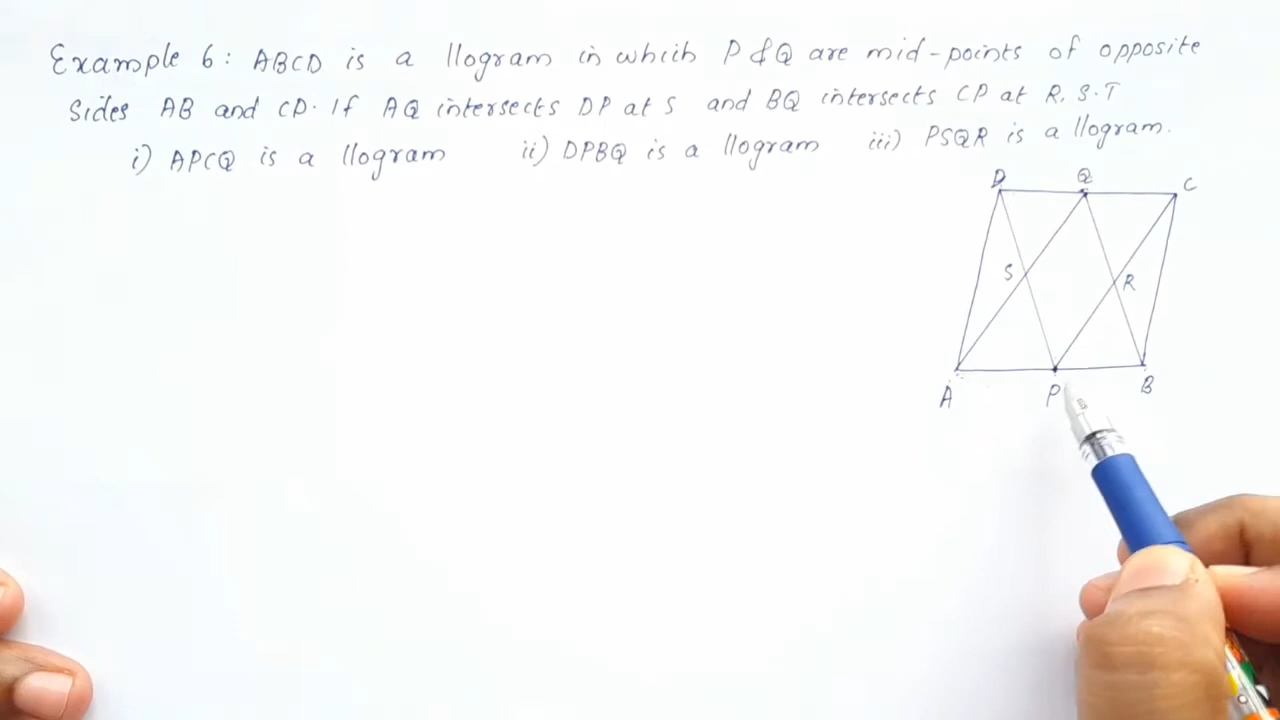 Example 6: ABCD is a llogram in which P & Q are mid-points of opposite
sides AB and CD. If AQ intersects DP at S and BQ intersects CP at R. S.T
i) APCQ is a llogram ii) DPBQ is a llogram iii) PSQR is a llogram.
D Q C
S R
A P B